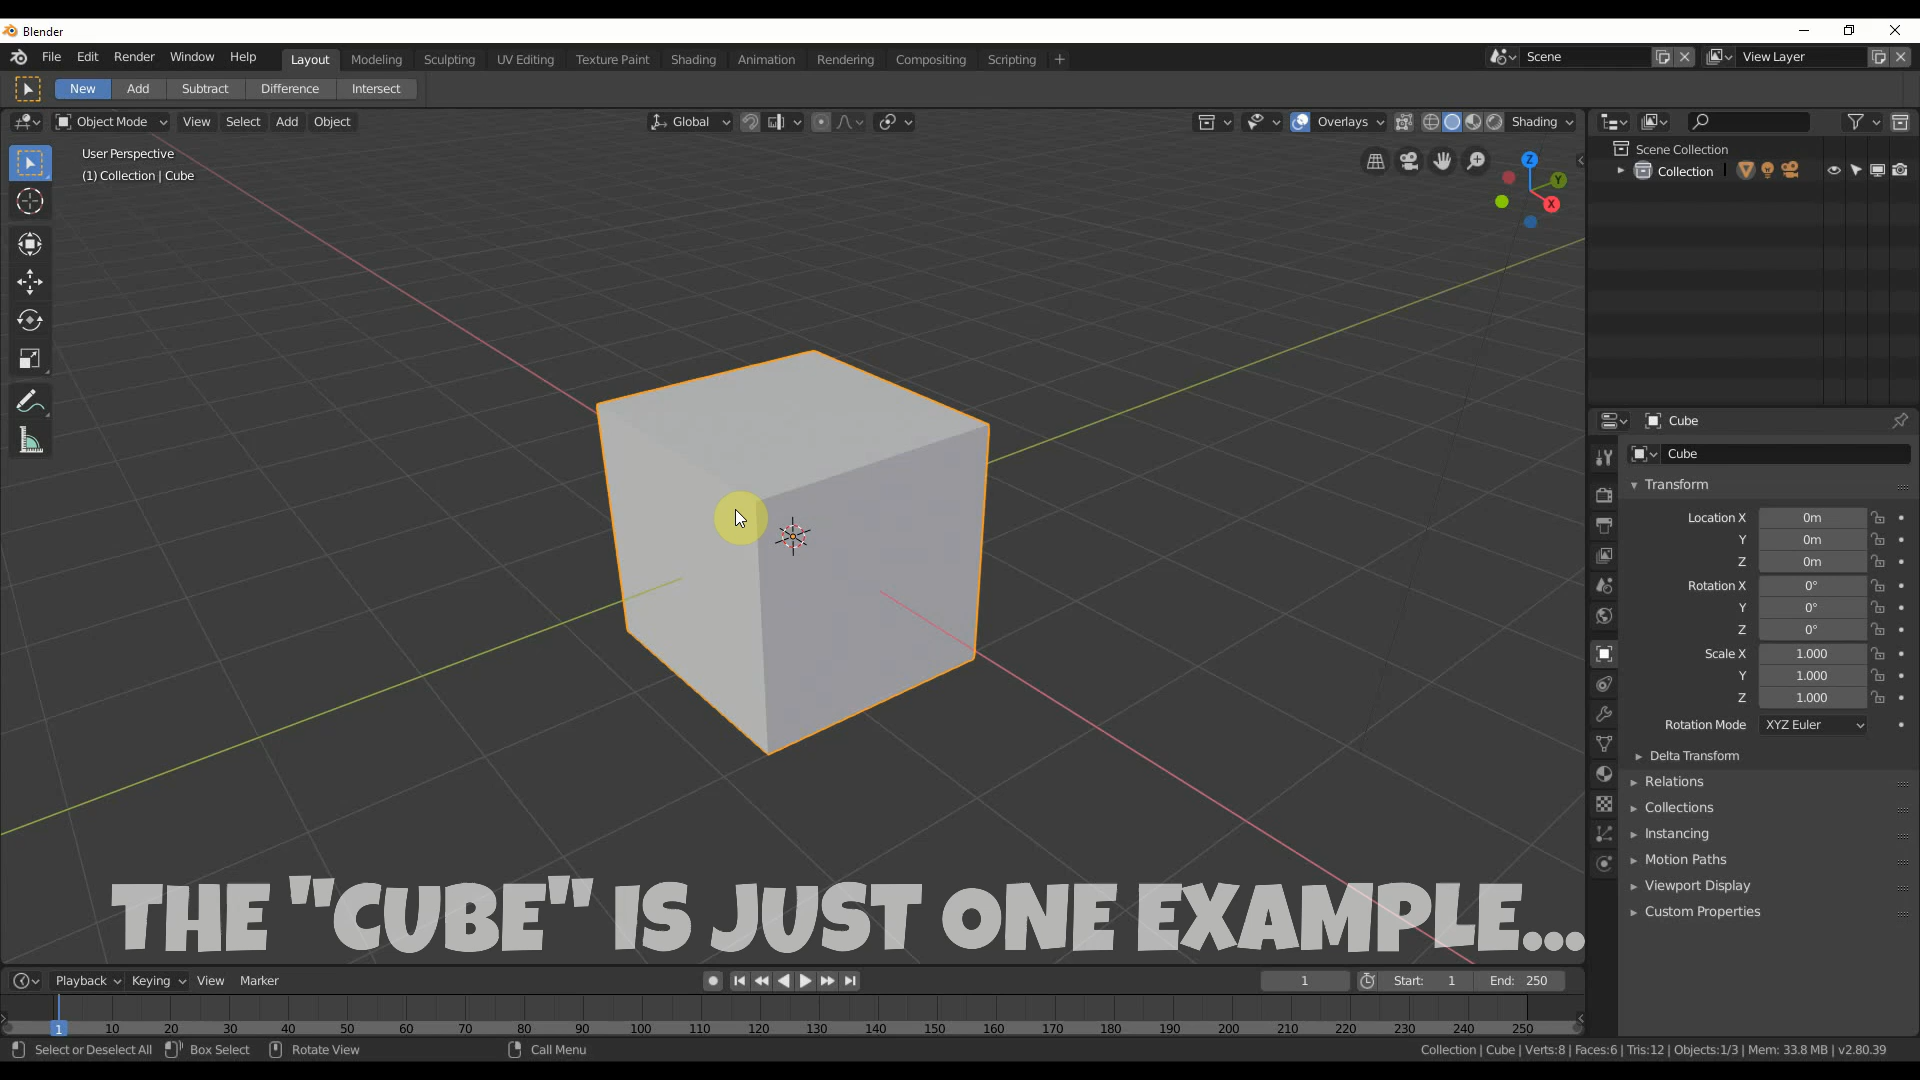 Blender
File Edit Render Window Help Layout Modeling Sculpting UV Editing Texture Paint Shading Animation Rendering Compositing Scripting + Scene View Layer
New Add Subtract Difference Intersect
Object Mode View Select Add Object Global Overlays Shading
User Perspective
(1) Collection | Cube
Z
Y
X
Scene Collection
Collection
Cube
Cube
Transform
Location X 0m
Y 0m
Z 0m
Rotation X 0°
Y 0°
Z 0°
Scale X 1.000
Y 1.000
Z 1.000
Rotation Mode XYZ Euler
Delta Transform
Relations
Collections
Instancing
Motion Paths
Viewport Display
Custom Properties
THE "CUBE" IS JUST ONE EXAMPLE...
Playback Keying View Marker 1 Start: 1 End: 250
1 10 20 30 40 50 60 70 80 90 100 110 120 130 140 150 160 170 180 190 200 210 220 230 240 250
Select or Deselect All Box Select Rotate View Call Menu Collection | Cube | Verts:8 | Faces:6 | Tris:12 | Objects:1/3 | Mem: 33.8 MB | v2.80.39